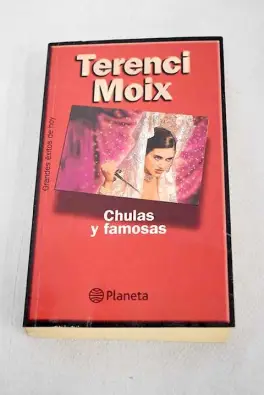 Terenci
Moix
Grandes éxitos de hoy
Chulas
y famosas
Planeta